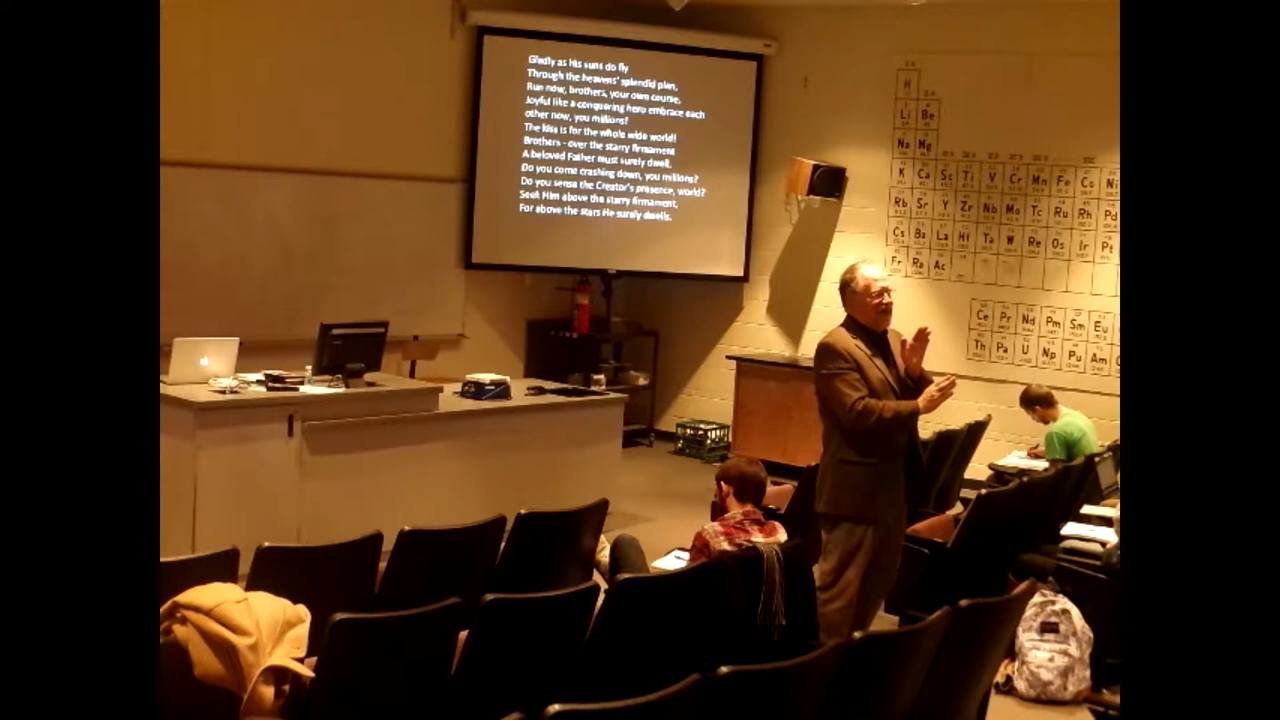 Gladly as His suns do fly
Through the heavens' splendid plan,
Run now, brothers, your own course,
Joyful like a conquering hero embrace each
other now, you millions!
The kiss is for the whole wide world!
Brothers - over the starry firmament
A beloved Father must surely dwell.
Do you come crashing down, you millions?
Do you sense the Creator's presence, world?
Seek Him above the starry firmament,
For above the stars He surely dwells.
H
Li Be
Na Mg
K Ca Sc Ti V Cr Mn Fe Co Ni
Rb Sr Y Zr Nb Mo Tc Ru Rh Pd
Cs Ba La Hf Ta W Re Os Ir Pt
Fr Ra Ac
Ce Pr Nd Pm Sm Eu
Th Pa U Np Pu Am